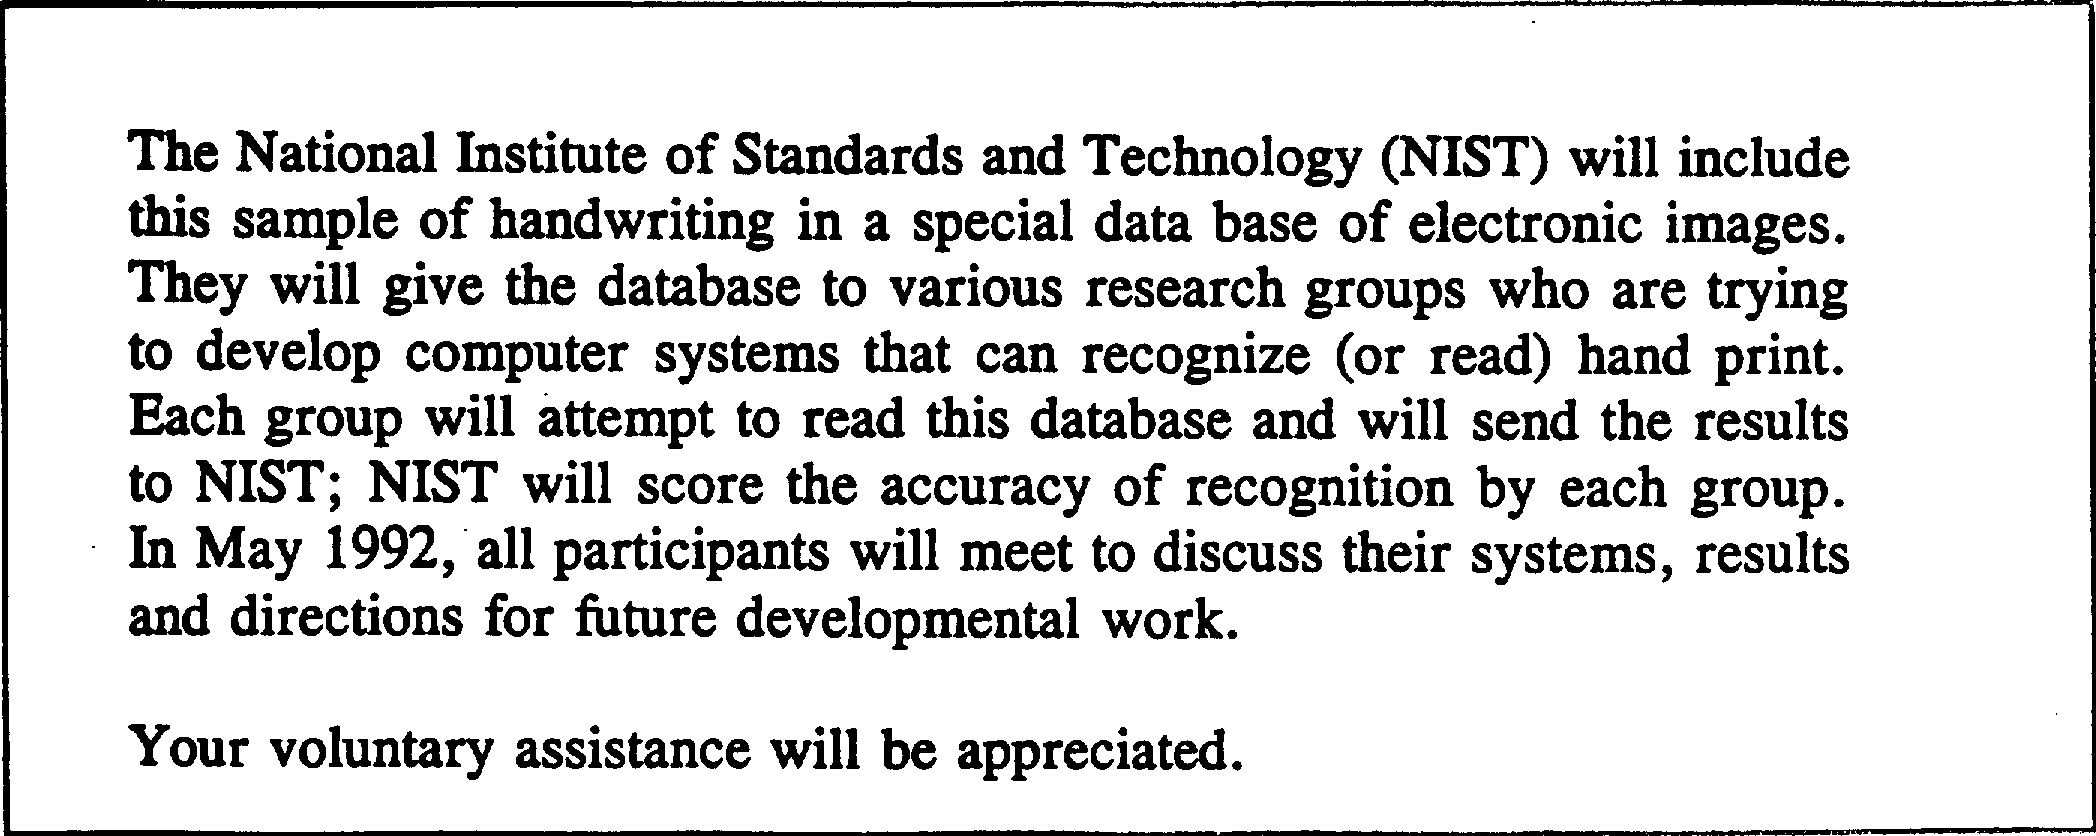 The National Institute of Standards and Technology (NIST) will include
this sample of handwriting in a special data base of electronic images.
They will give the database to various research groups who are trying
to develop computer systems that can recognize (or read) hand print.
Each group will attempt to read this database and will send the results
to NIST; NIST will score the accuracy of recognition by each group.
In May 1992, all participants will meet to discuss their systems, results
and directions for future developmental work.
Your voluntary assistance will be appreciated.